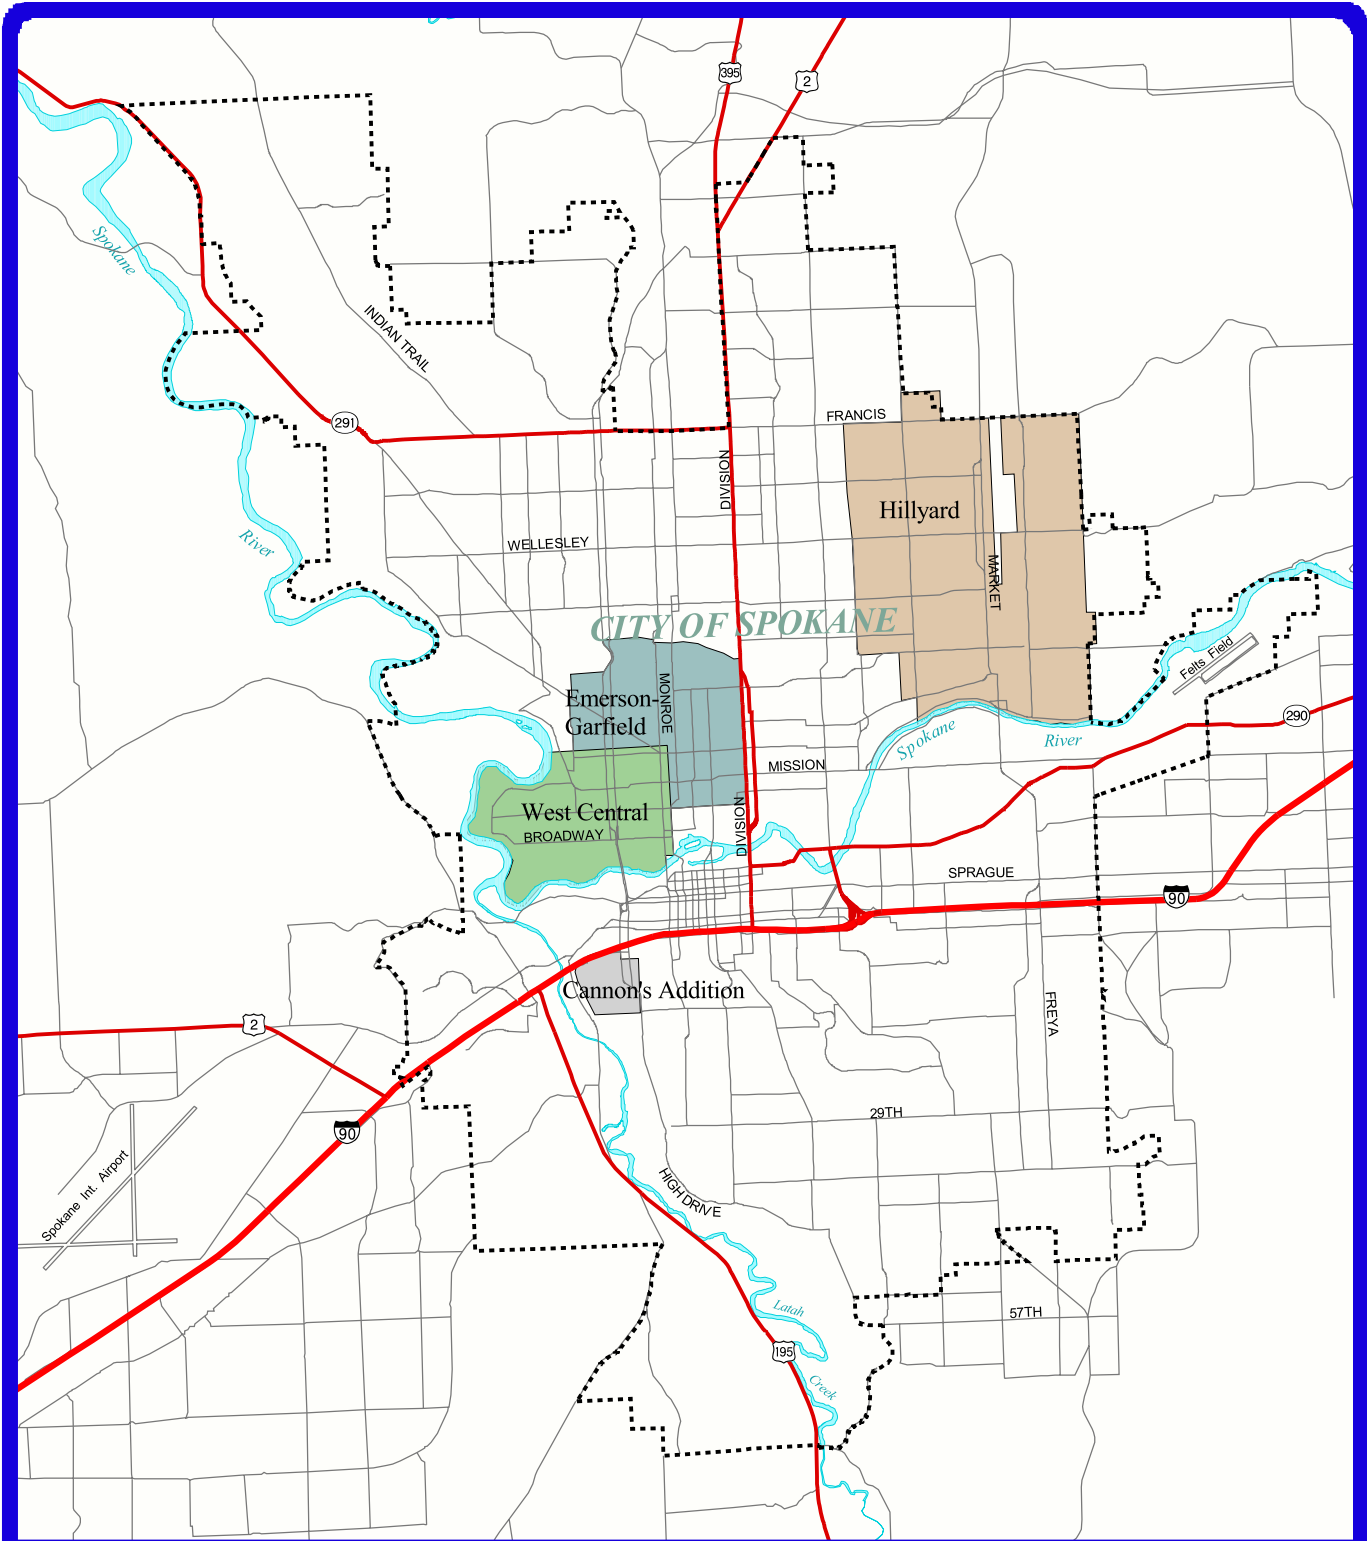 395
2
Spokane
INDIAN TRAIL
291
FRANCIS
DIVISION
Hillyard
WELLESLEY
River
MARKET
CITY OF SPOKANE
Felts Field
Emerson-
Garfield
MONROE
290
Spokane
River
MISSION
West Central
BROADWAY
DIVISION
SPRAGUE
90
Cannon's Addition
FREYA
2
29TH
90
Spokane Int. Airport
HIGH DRIVE
Latah
57TH
195
Creek